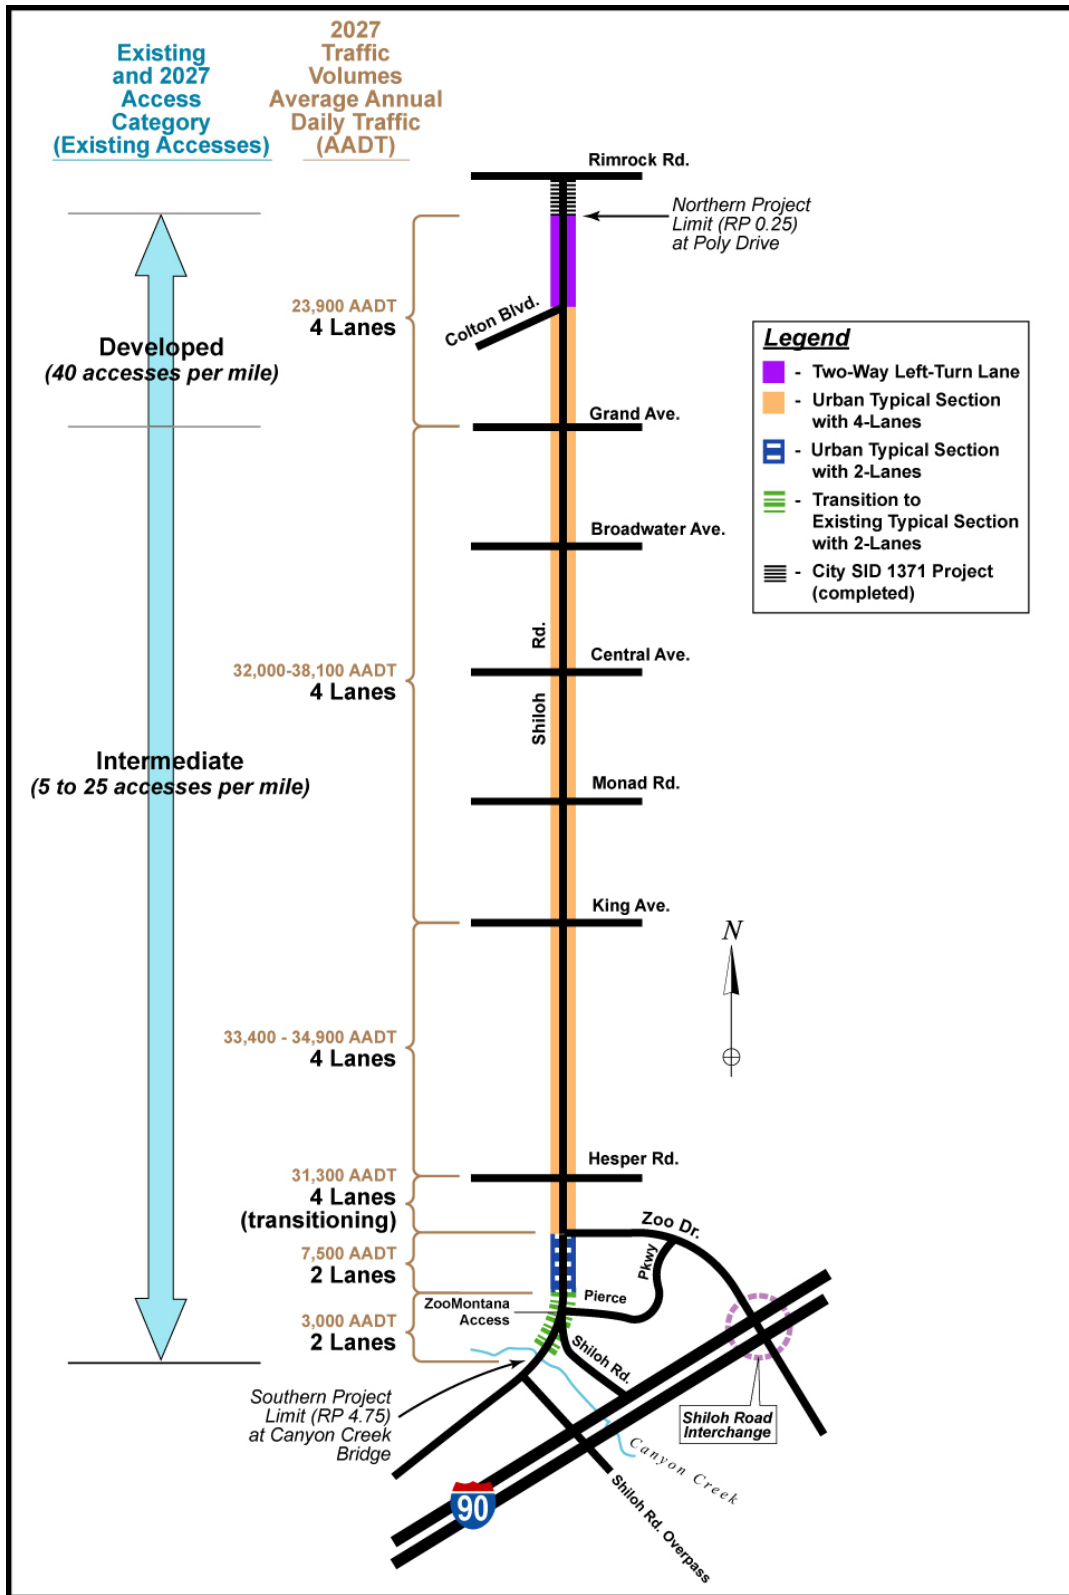 Existing
and 2027
Access
Category
(Existing Accesses)
2027
Traffic
Volumes
Average Annual
Daily Traffic
(AADT)
Rimrock Rd.
Northern Project
Limit (RP 0.25)
at Poly Drive
23,900 AADT
4 Lanes
Colton Blvd.
Developed
(40 accesses per mile)
Grand Ave.
Legend
- Two-Way Left-Turn Lane
- Urban Typical Section
with 4-Lanes
- Urban Typical Section
with 2-Lanes
- Transition to
Existing Typical Section
with 2-Lanes
- City SID 1371 Project
(completed)
Broadwater Ave.
Shiloh Rd.
Central Ave.
32,000-38,100 AADT
4 Lanes
Intermediate
(5 to 25 accesses per mile)
Monad Rd.
King Ave.
N
33,400 - 34,900 AADT
4 Lanes
Hesper Rd.
31,300 AADT
4 Lanes
(transitioning)
Zoo Dr.
7,500 AADT
2 Lanes
Pierce Pkwy
ZooMontana
Access
3,000 AADT
2 Lanes
Shiloh Rd.
Southern Project
Limit (RP 4.75)
at Canyon Creek
Bridge
Shiloh Road
Interchange
Canyon Creek
90
Shiloh Rd. Overpass